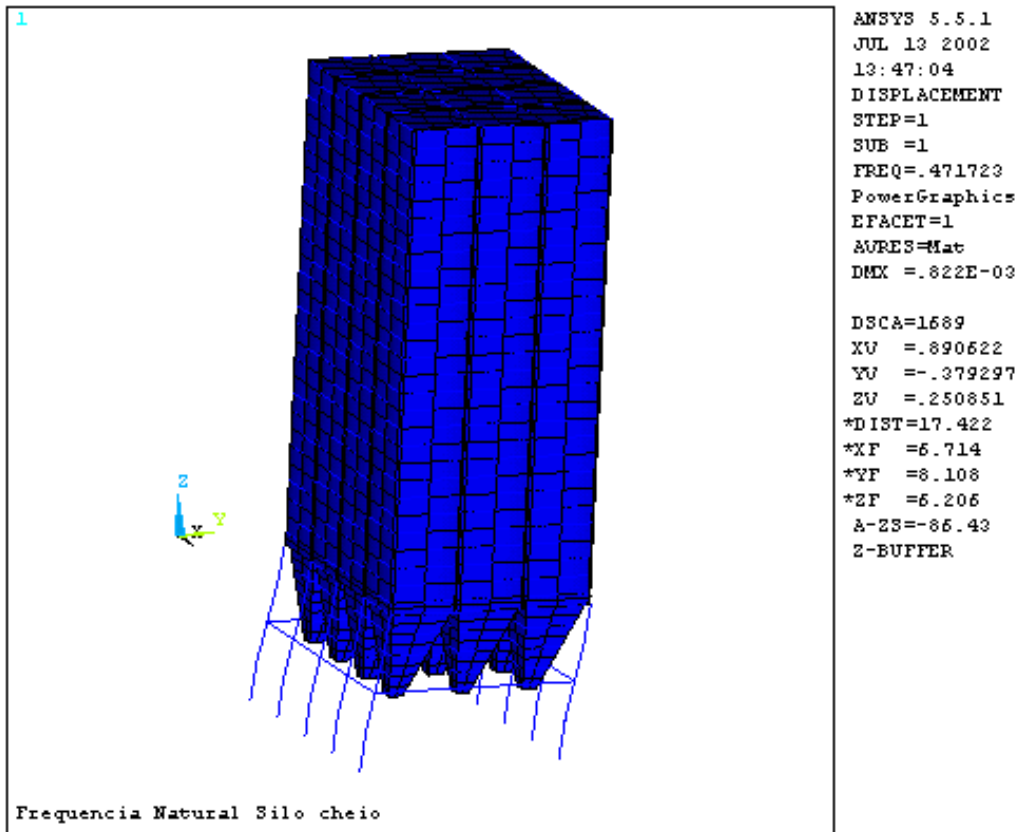 1
ANSYS 5.5.1
JUL 13 2002
13:47:04
DISPLACEMENT
STEP=1
SUB =1
FREQ=.471723
PowerGraphics
EFACET=1
AVRES=Mat
DMX =.822E-03
DSCA=1689
XV =.890622
YV =-.379297
ZV =.250851
*DIST=17.422
*XF =6.714
*YF =8.108
*ZF =6.206
A-ZS=-86.43
Z-BUFFER
Z
Y
X
Frequencia Natural Silo cheio